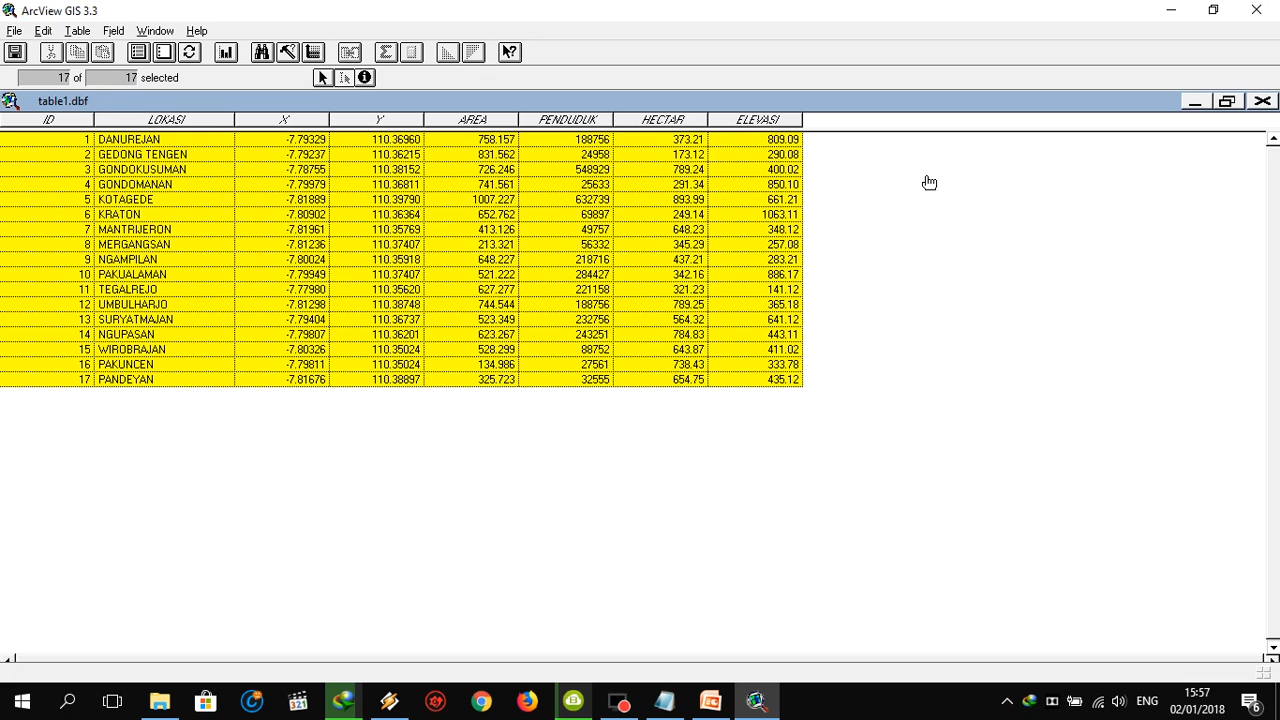 ArcView GIS 3.3
File Edit Table Field Window Help
17 of 17 selected
table1.dbf
ID LOKASI X Y AREA PENDUDUK HECTAR ELEVASI
1 DANUREJAN -7.79329 110.36960 758.157 188756 373.21 809.09
2 GEDONG TENGEN -7.79237 110.36215 831.562 24958 173.12 290.08
3 GONDOKUSUMAN -7.78755 110.38152 726.246 548929 789.24 400.02
4 GONDOMANAN -7.79979 110.36811 741.561 25633 291.34 850.10
5 KOTAGEDE -7.81889 110.39790 1007.227 632739 893.99 661.21
6 KRATON -7.80902 110.36364 652.762 69897 249.14 1063.11
7 MANTRIJERON -7.81961 110.35769 413.126 49757 648.23 348.12
8 MERGANGSAN -7.81236 110.37407 213.321 56332 345.29 257.08
9 NGAMPILAN -7.80024 110.35918 648.227 218716 437.21 283.21
10 PAKUALAMAN -7.79949 110.37407 521.222 284427 342.16 886.17
11 TEGALREJO -7.77980 110.35620 627.277 221158 321.23 141.12
12 UMBULHARJO -7.81298 110.38748 744.544 188756 789.25 365.18
13 SURYATMAJAN -7.79404 110.36737 523.349 232756 564.32 641.12
14 NGUPASAN -7.79807 110.36201 623.267 243251 784.83 443.11
15 WIROBRAJAN -7.80326 110.35024 528.299 88752 643.87 411.02
16 PAKUNCEN -7.79811 110.35024 134.986 27561 738.43 333.78
17 PANDEYAN -7.81676 110.38897 325.723 32555 654.75 435.12
321
ENG
15:57
02/01/2018
6